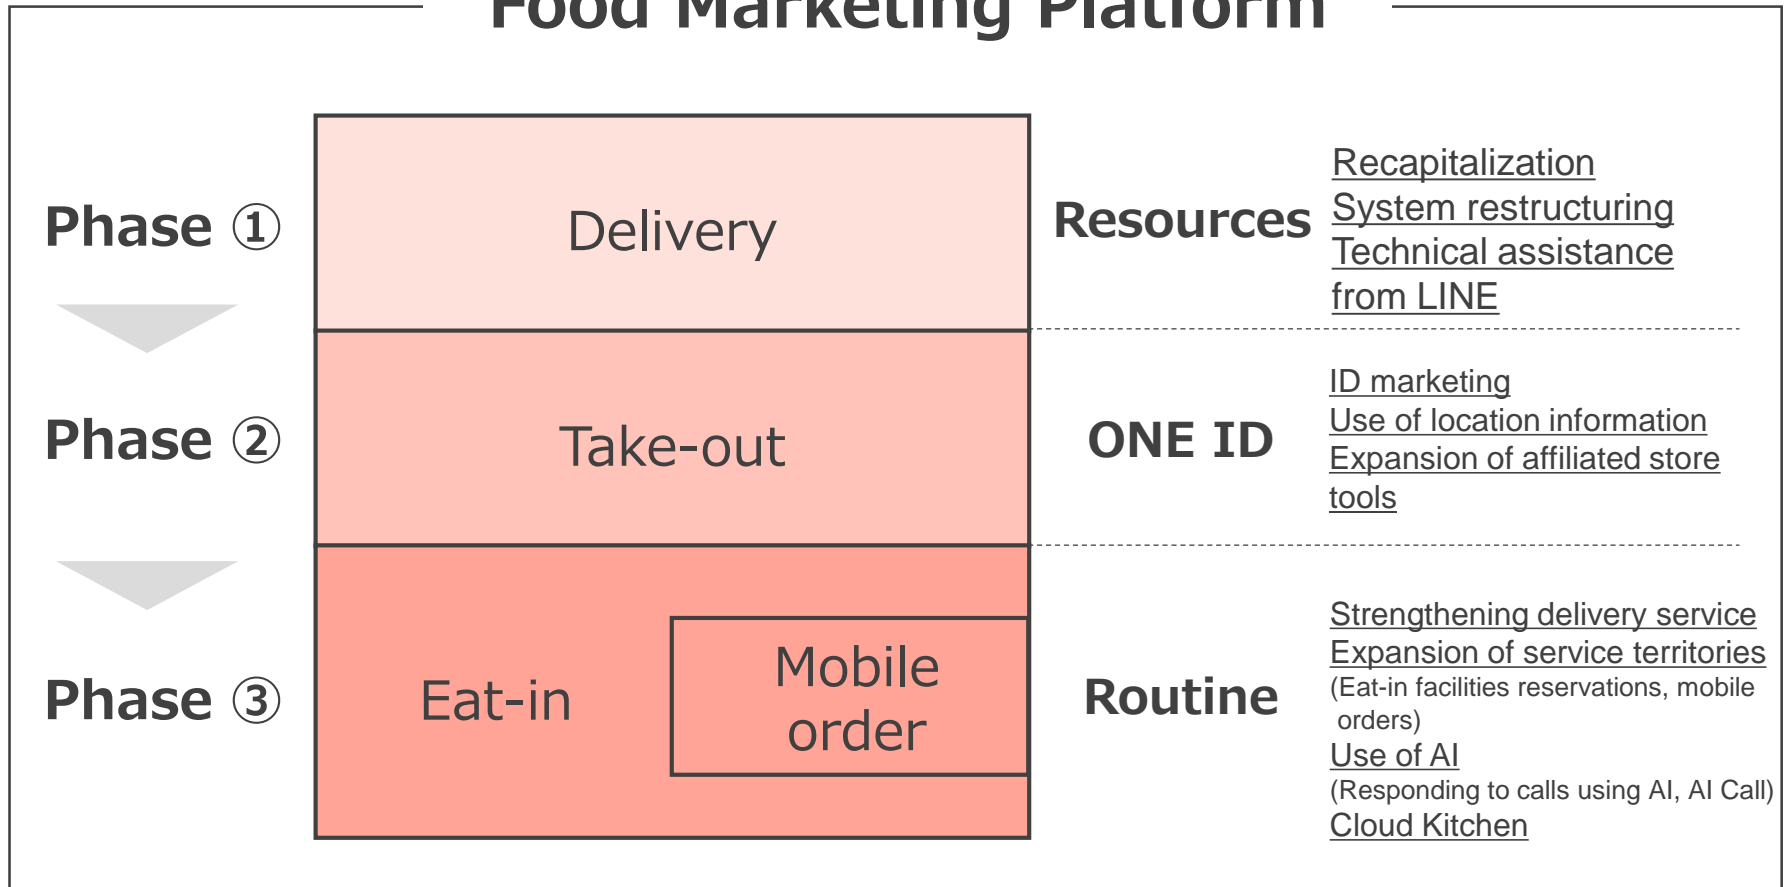 Food Marketing Platform
Phase ①
Delivery
Resources
Recapitalization
System restructuring
Technical assistance
from LINE
Phase ②
Take-out
ONE ID
ID marketing
Use of location information
Expansion of affiliated store
tools
Phase ③
Eat-in
Mobile
order
Routine
Strengthening delivery service
Expansion of service territories
(Eat-in facilities reservations, mobile
orders)
Use of AI
(Responding to calls using AI, AI Call)
Cloud Kitchen